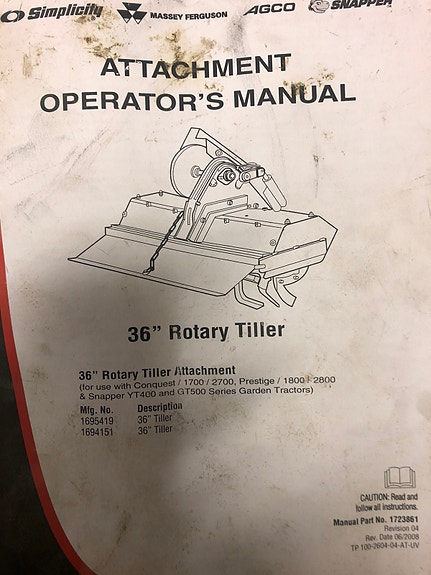 Simplicity MASSEY FERGUSON AGCO SNAPPER
ATTACHMENT
OPERATOR'S MANUAL
36" Rotary Tiller
36" Rotary Tiller Attachment
(for use with Conquest / 1700 / 2700, Prestige / 1800 / 2800
& Snapper YT400 and GT500 Series Garden Tractors)
Mfg. No. Description
1695419 36" Tiller
1694151 36" Tiller
CAUTION: Read and
follow all instructions.
Manual Part No. 1723861
Revision 04
Rev. Date 06/2008
TP 100-2604-04-AT-UV